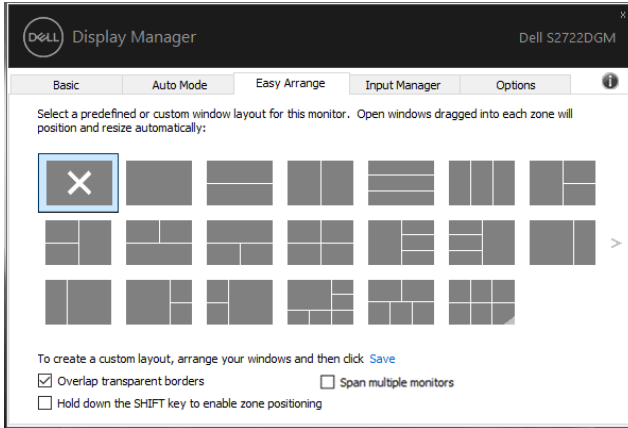 x
DELL Display Manager Dell S2722DGM
Basic Auto Mode Easy Arrange Input Manager Options i
Select a predefined or custom window layout for this monitor. Open windows dragged into each zone will
position and resize automatically:
>
To create a custom layout, arrange your windows and then click Save
Overlap transparent borders Span multiple monitors
Hold down the SHIFT key to enable zone positioning